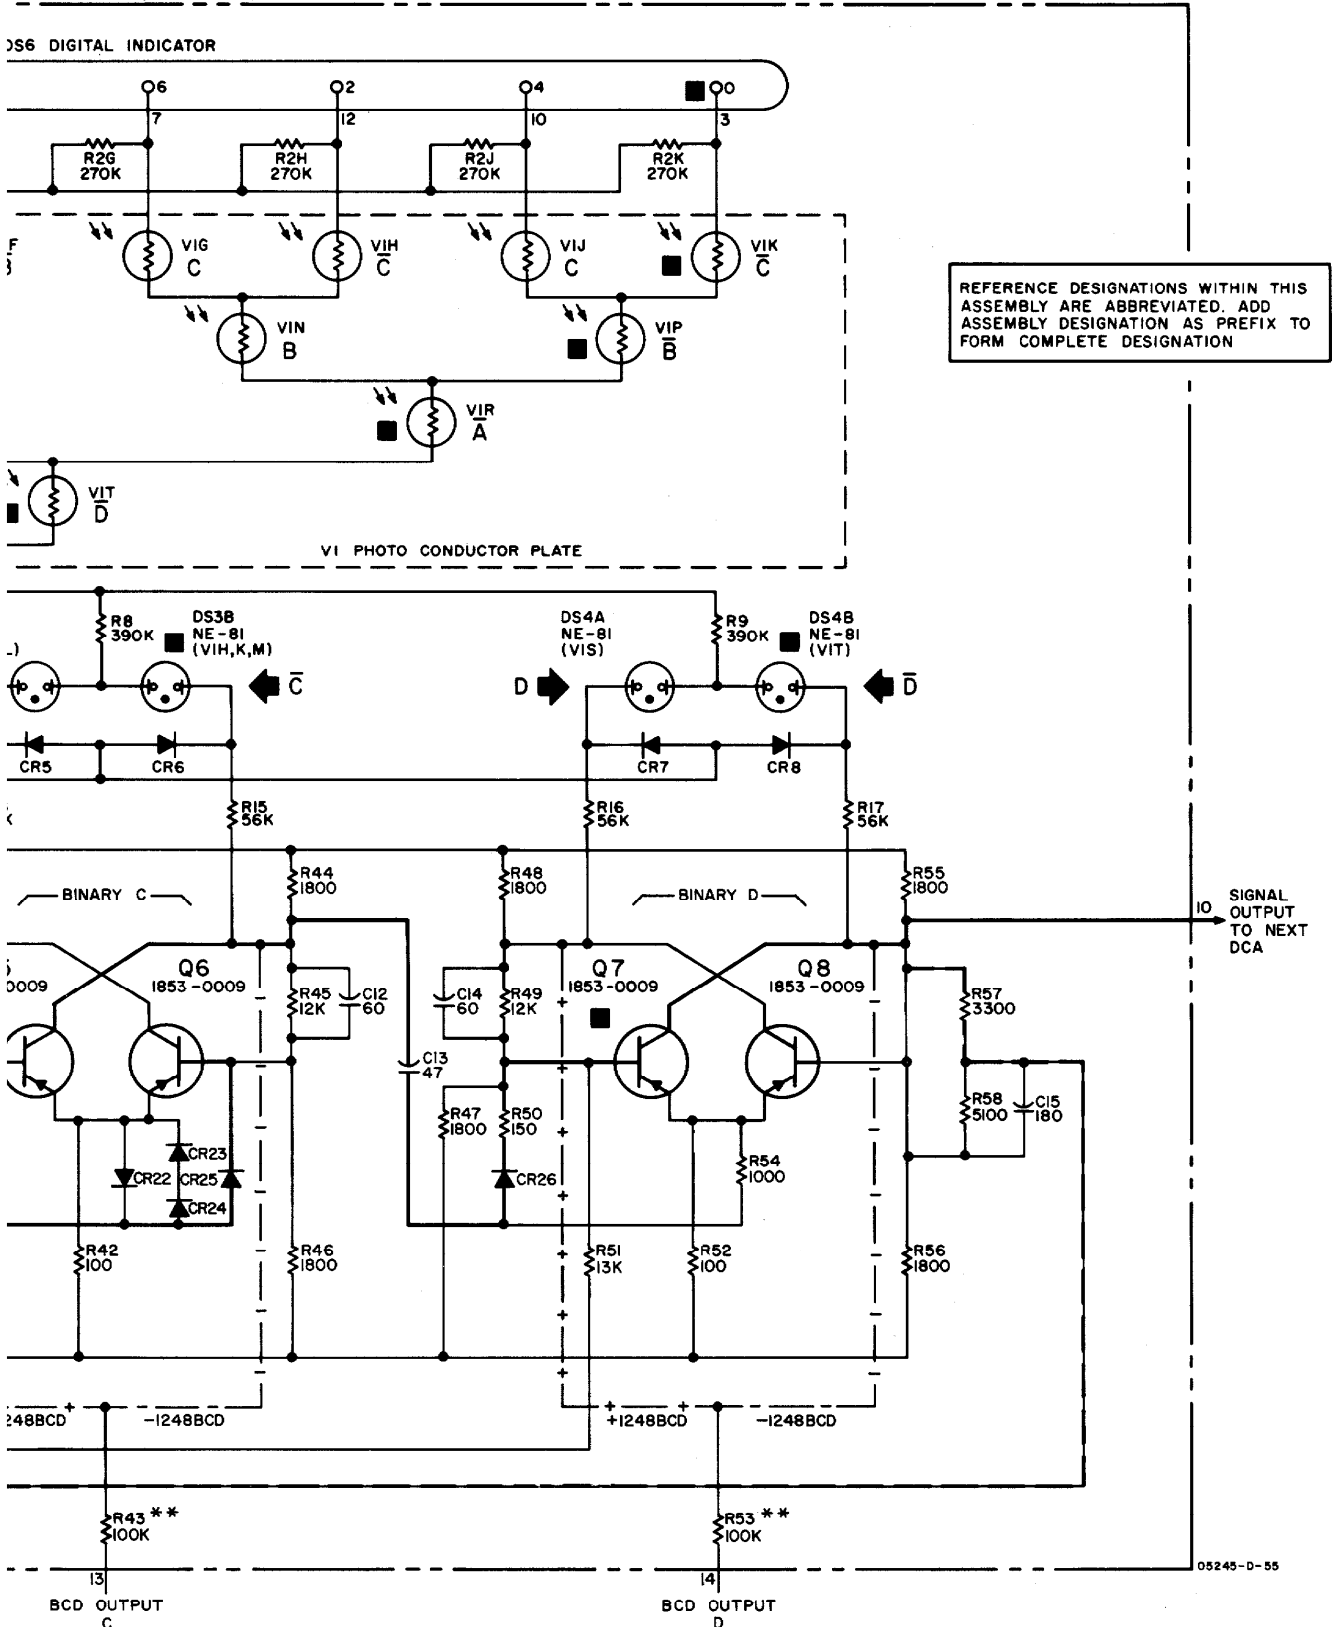 DS6 DIGITAL INDICATOR
6 2 4 0
7 12 10 3
R2G
270K
R2H
270K
R2J
270K
R2K
270K
V1G
C
V1H
C̅
V1J
C
V1K
C̅
V1N
B
V1P
B̅
V1R
A̅
V1T
D̅
V1 PHOTO CONDUCTOR PLATE
REFERENCE DESIGNATIONS WITHIN THIS
ASSEMBLY ARE ABBREVIATED. ADD
ASSEMBLY DESIGNATION AS PREFIX TO
FORM COMPLETE DESIGNATION
R8
390K
DS3B
NE-81
(V1H,K,M)
C̅
DS4A
NE-81
(V1S)
D
R9
390K
DS4B
NE-81
(V1T)
D̅
CR5
CR6
CR7
CR8
R15
56K
R16
56K
R17
56K
R44
1800
R48
1800
R55
1800
BINARY C
BINARY D
10
SIGNAL
OUTPUT
TO NEXT
DCA
0009
Q6
1853-0009
Q7
1853-0009
Q8
1853-0009
R45
12K
C12
60
C14
60
R49
12K
R57
3300
C13
47
R47
1800
R50
150
R58
5100
C15
180
CR22
CR23
CR25
CR24
CR26
R54
1000
R42
100
R46
1800
R51
13K
R52
100
R56
1800
248BCD
-1248BCD
+1248BCD
-1248BCD
R43 **
100K
R53 **
100K
13
14
BCD OUTPUT
C
BCD OUTPUT
D
05245-D-55